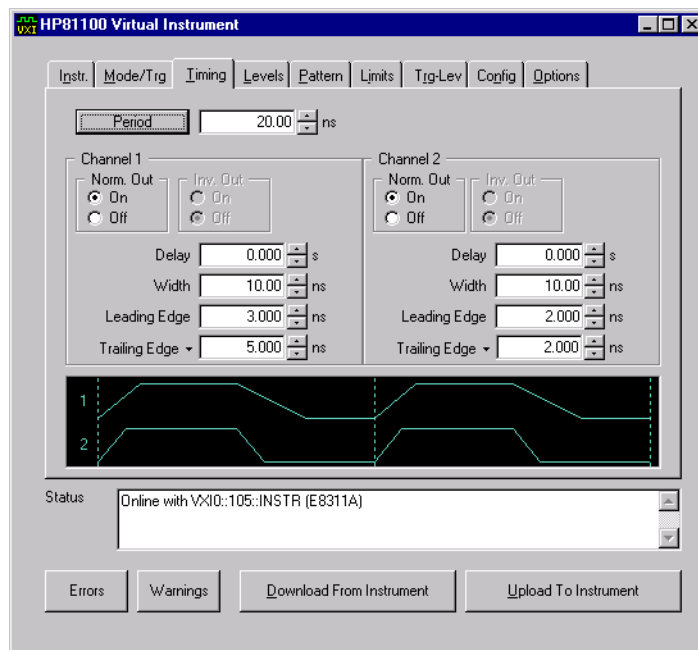 VXI HP81100 Virtual Instrument
Instr. Mode/Trg Timing Levels Pattern Limits Trg-Lev Config Options
Period 20.00 ns
Channel 1
Norm. Out Inv. Out
On On
Off Off
Delay 0.000 s
Width 10.00 ns
Leading Edge 3.000 ns
Trailing Edge 5.000 ns
Channel 2
Norm. Out Inv. Out
On On
Off Off
Delay 0.000 s
Width 10.00 ns
Leading Edge 2.000 ns
Trailing Edge 2.000 ns
1
2
Status Online with VXI0::105::INSTR (E8311A)
Errors Warnings Download From Instrument Upload To Instrument